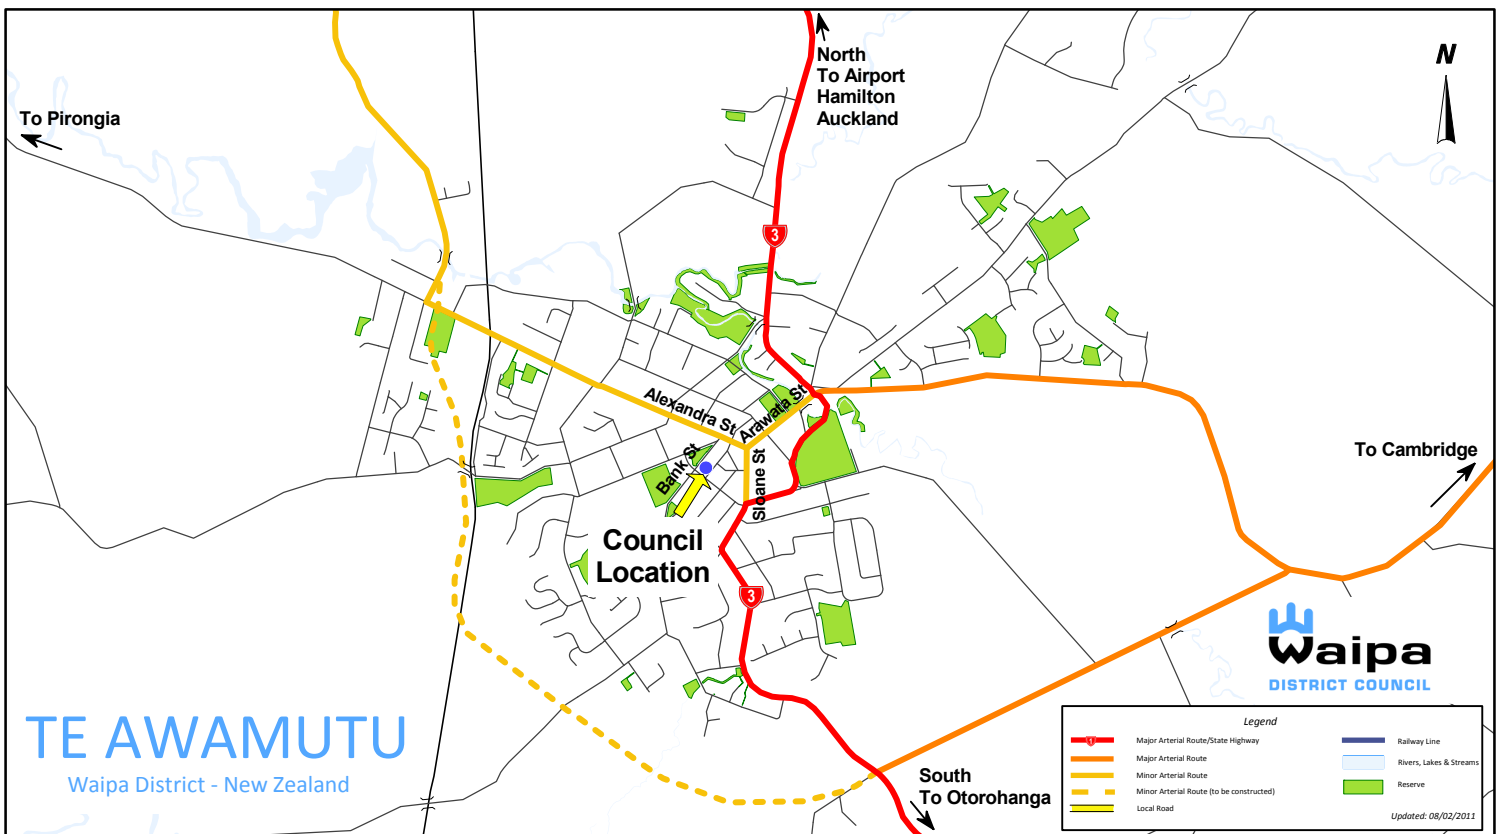 North
To Airport
Hamilton
Auckland
N
To Pirongia
3
Alexandra St
Arawata St
Bank St
Sloane St
To Cambridge
Council
Location
3
Waipa
DISTRICT COUNCIL
TE AWAMUTU
Waipa District - New Zealand
South
To Otorohanga
Legend
1
Major Arterial Route/State Highway
Major Arterial Route
Minor Arterial Route
Minor Arterial Route (to be constructed)
Local Road
Railway Line
Rivers, Lakes & Streams
Reserve
Updated: 08/02/2011